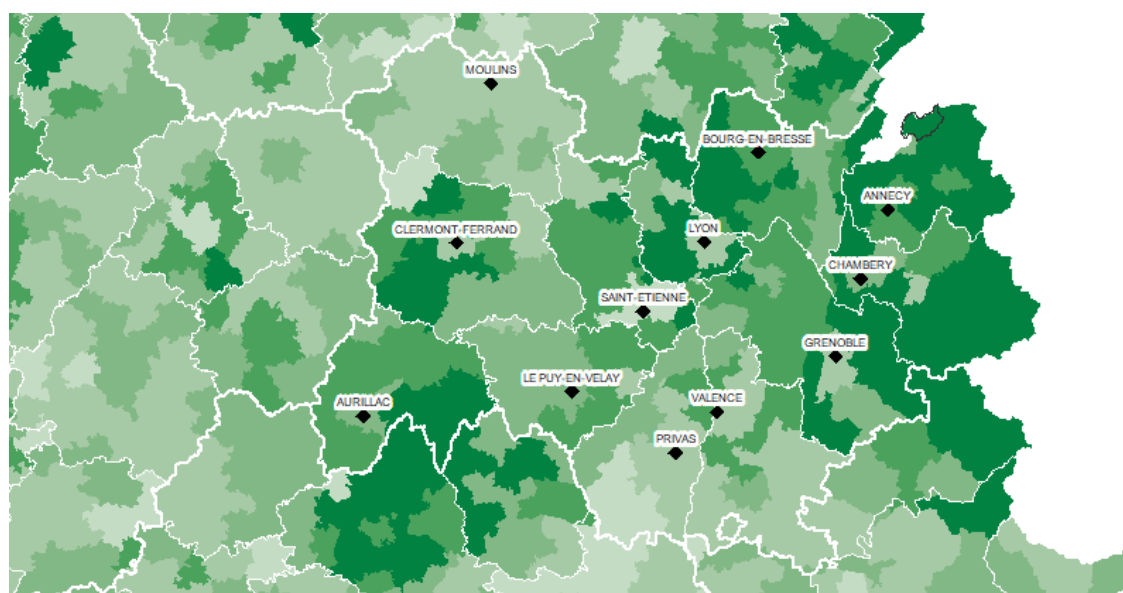 MOULINS
BOURG-EN-BRESSE
ANNECY
CLERMONT-FERRAND
LYON
CHAMBERY
SAINT-ETIENNE
GRENOBLE
LE PUY-EN-VELAY
AURILLAC
VALENCE
PRIVAS